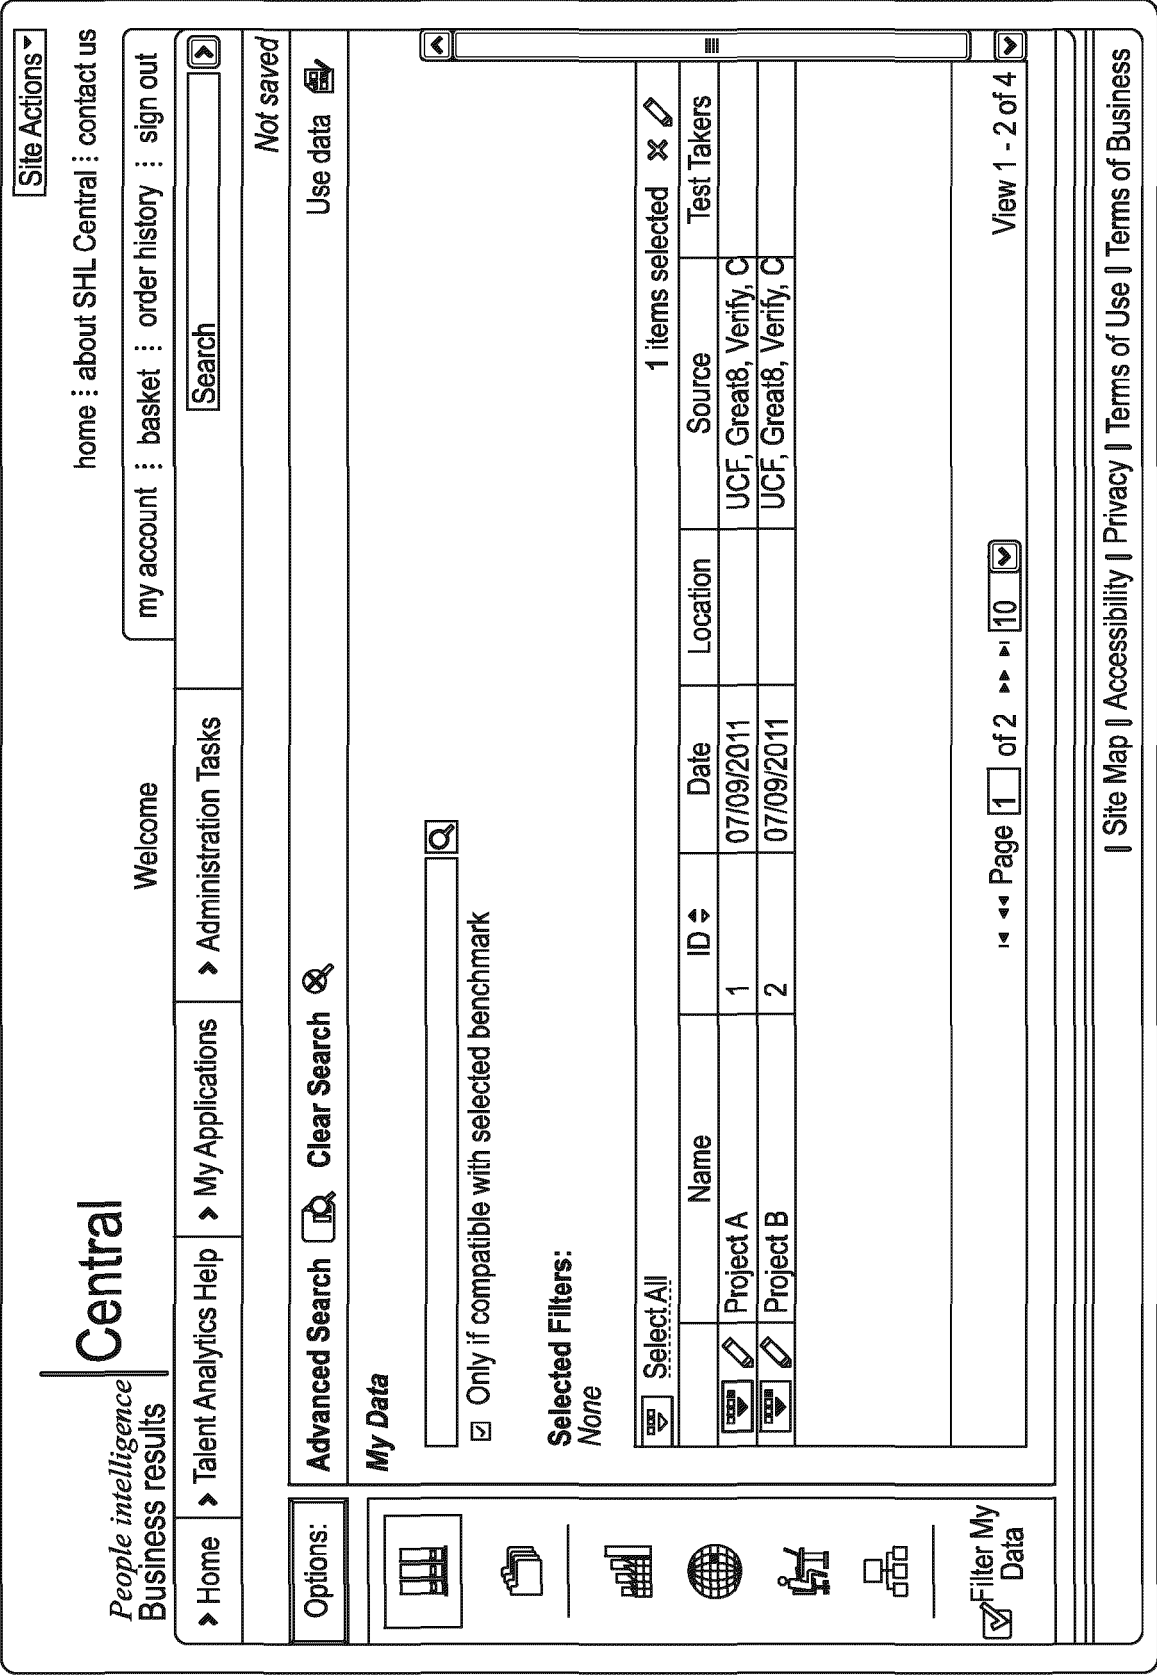 Site Actions
home about SHL Central contact us
People intelligence
Business results
Central
Welcome
my account basket order history sign out
Home Talent Analytics Help My Applications Administration Tasks
Search
Not saved
Options:
Advanced Search Clear Search Use data
My Data
Only if compatible with selected benchmark
Selected Filters:
None
Select All 1 items selected
Name ID Date Location Source Test Takers
Project A 1 07/09/2011 UCF, Great8, Verify, C
Project B 2 07/09/2011 UCF, Great8, Verify, C
Page 1 of 2 10 View 1 - 2 of 4
Filter My
Data
Site Map Accessibility Privacy Terms of Use Terms of Business